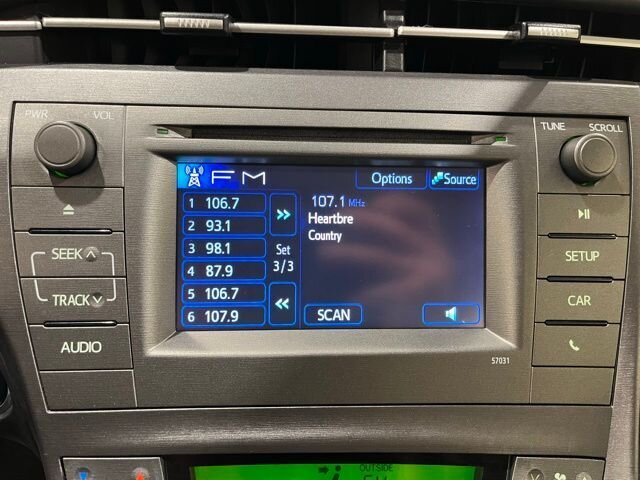 PWR VOL
TUNE SCROLL
FM
Options
Source
1 106.7
2 93.1
3 98.1
4 87.9
5 106.7
6 107.9
Set
3/3
107.1 MHz
Heartbre
Country
SCAN
SEEK
TRACK
AUDIO
SETUP
CAR
57031
OUTSIDE